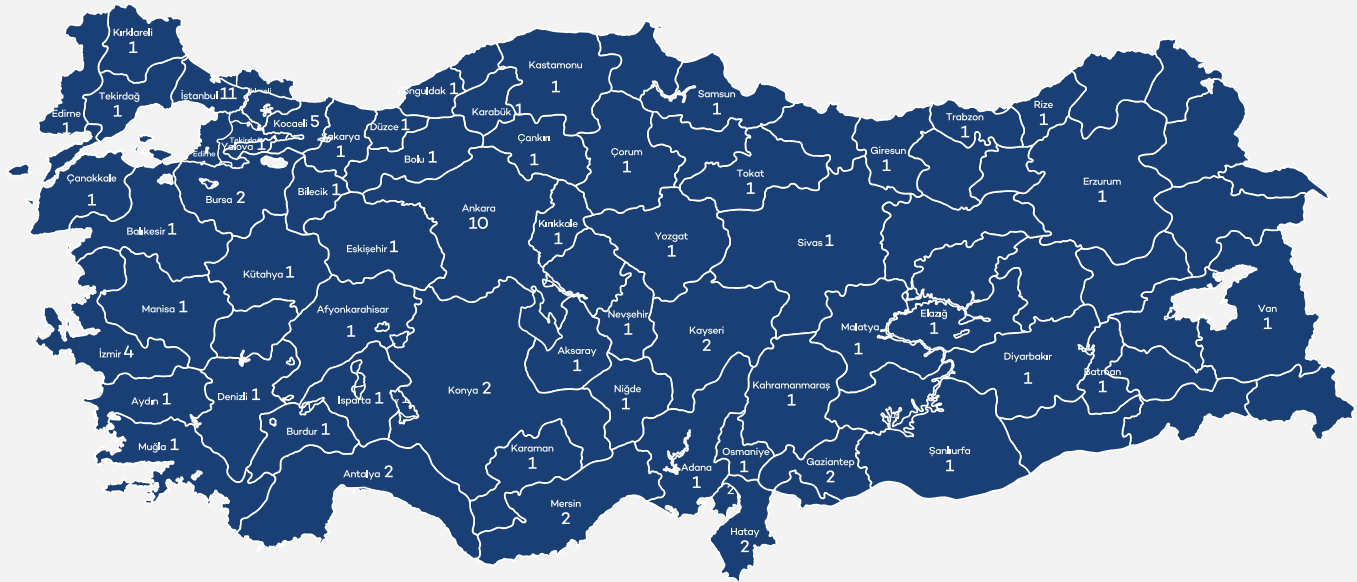 Kırklareli
1
Tekirdağ
1
Edirne
1
İstanbul 11
Kocaeli 5
Yalova 1
Tekirdağ
Edirne
Sakarya
1
Düzce 1
Zonguldak 1
Karabük 1
Kastamonu
1
Samsun
1
Bolu 1
Çankırı
1
Çorum
1
Tokat
1
Giresun
1
Trabzon
1
Rize
1
Erzurum
1
Çanakkale
1
Balıkesir 1
Bursa 2
Bilecik 1
Eskişehir 1
Ankara
10
Kırıkkale
1
Yozgat
1
Sivas 1
Kütahya 1
Manisa 1
Afyonkarahisar
1
İzmir 4
Aydın 1
Denizli 1
Muğla 1
Burdur 1
Isparta 1
Antalya 2
Konya 2
Aksaray
1
Nevşehir
1
Kayseri
2
Niğde
1
Karaman
1
Mersin
2
Adana
1
Osmaniye
1
2
Hatay
2
Kahramanmaraş
1
Gaziantep
2
Malatya
1
Elazığ
1
Diyarbakır
1
Batman
1
Şanlıurfa
1
Van
1